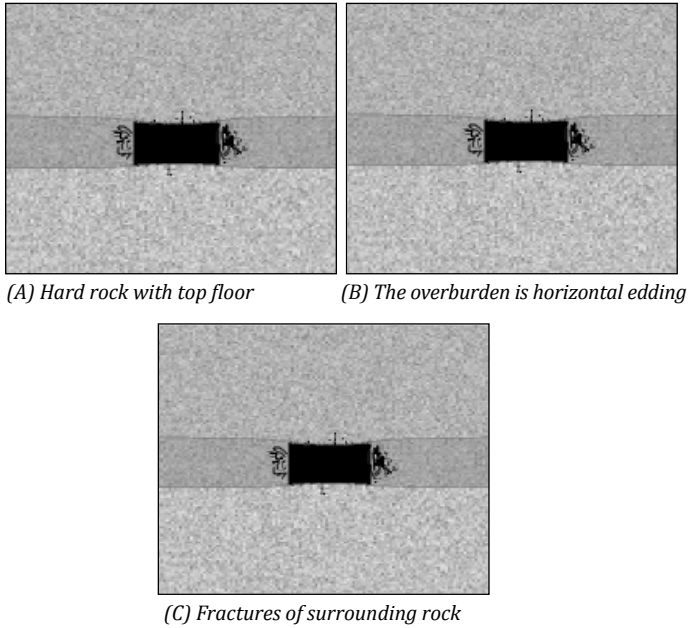 (A) Hard rock with top floor
(B) The overburden is horizontal edding
(C) Fractures of surrounding rock